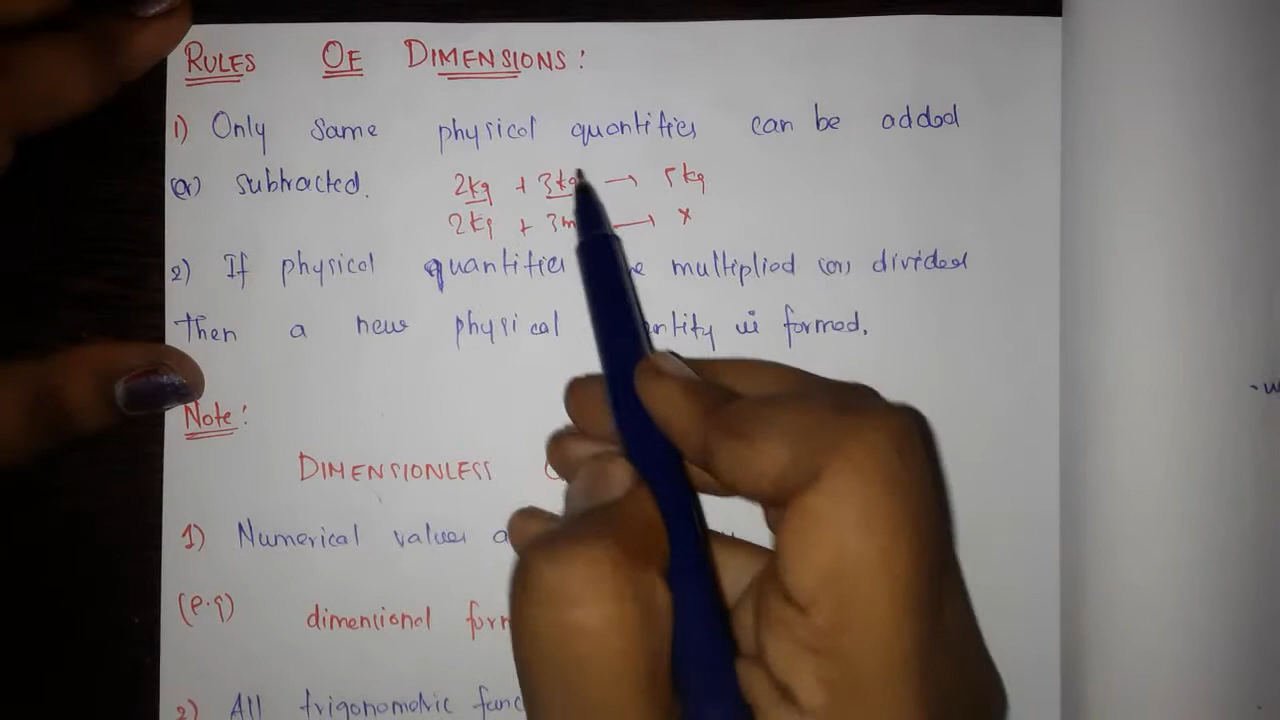 RULES OF DIMENSIONS:
1) Only same physical quantities can be added
(or) subtracted. 2kg + 3kg → 5kg
2kg + 3m → x
2) If physical quantities multiplied (or) divided
then a new physical is formed.
Note:
DIMENSIONLESS
1) Numerical values
(e.g) dimensional
2) All trigonometric